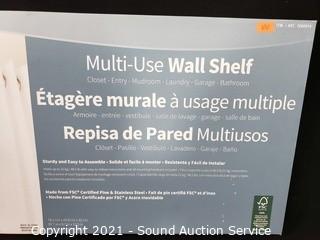 Multi-Use Wall Shelf
Closet - Entry - Mudroom - Laundry - Garage - Bathroom
Étagère murale à usage multiple
Armoire - entrée - vestibule - salle de lavage - garage - salle de bain
Repisa de Pared Multiusos
Clóset - Pasillo - Vestíbulo - Lavadero - Garaje - Baño
Sturdy and Easy to Assemble • Solide et facile à monter • Resistente y Fácil de Instalar
Made from FSC® Certified Pine & Stainless Steel • Fait de pin certifié FSC® et d'inox
• Hecho con Pino Certificado por FSC® y Acero Inoxidable
FSC
Copyright 2021 - Sound Auction Service